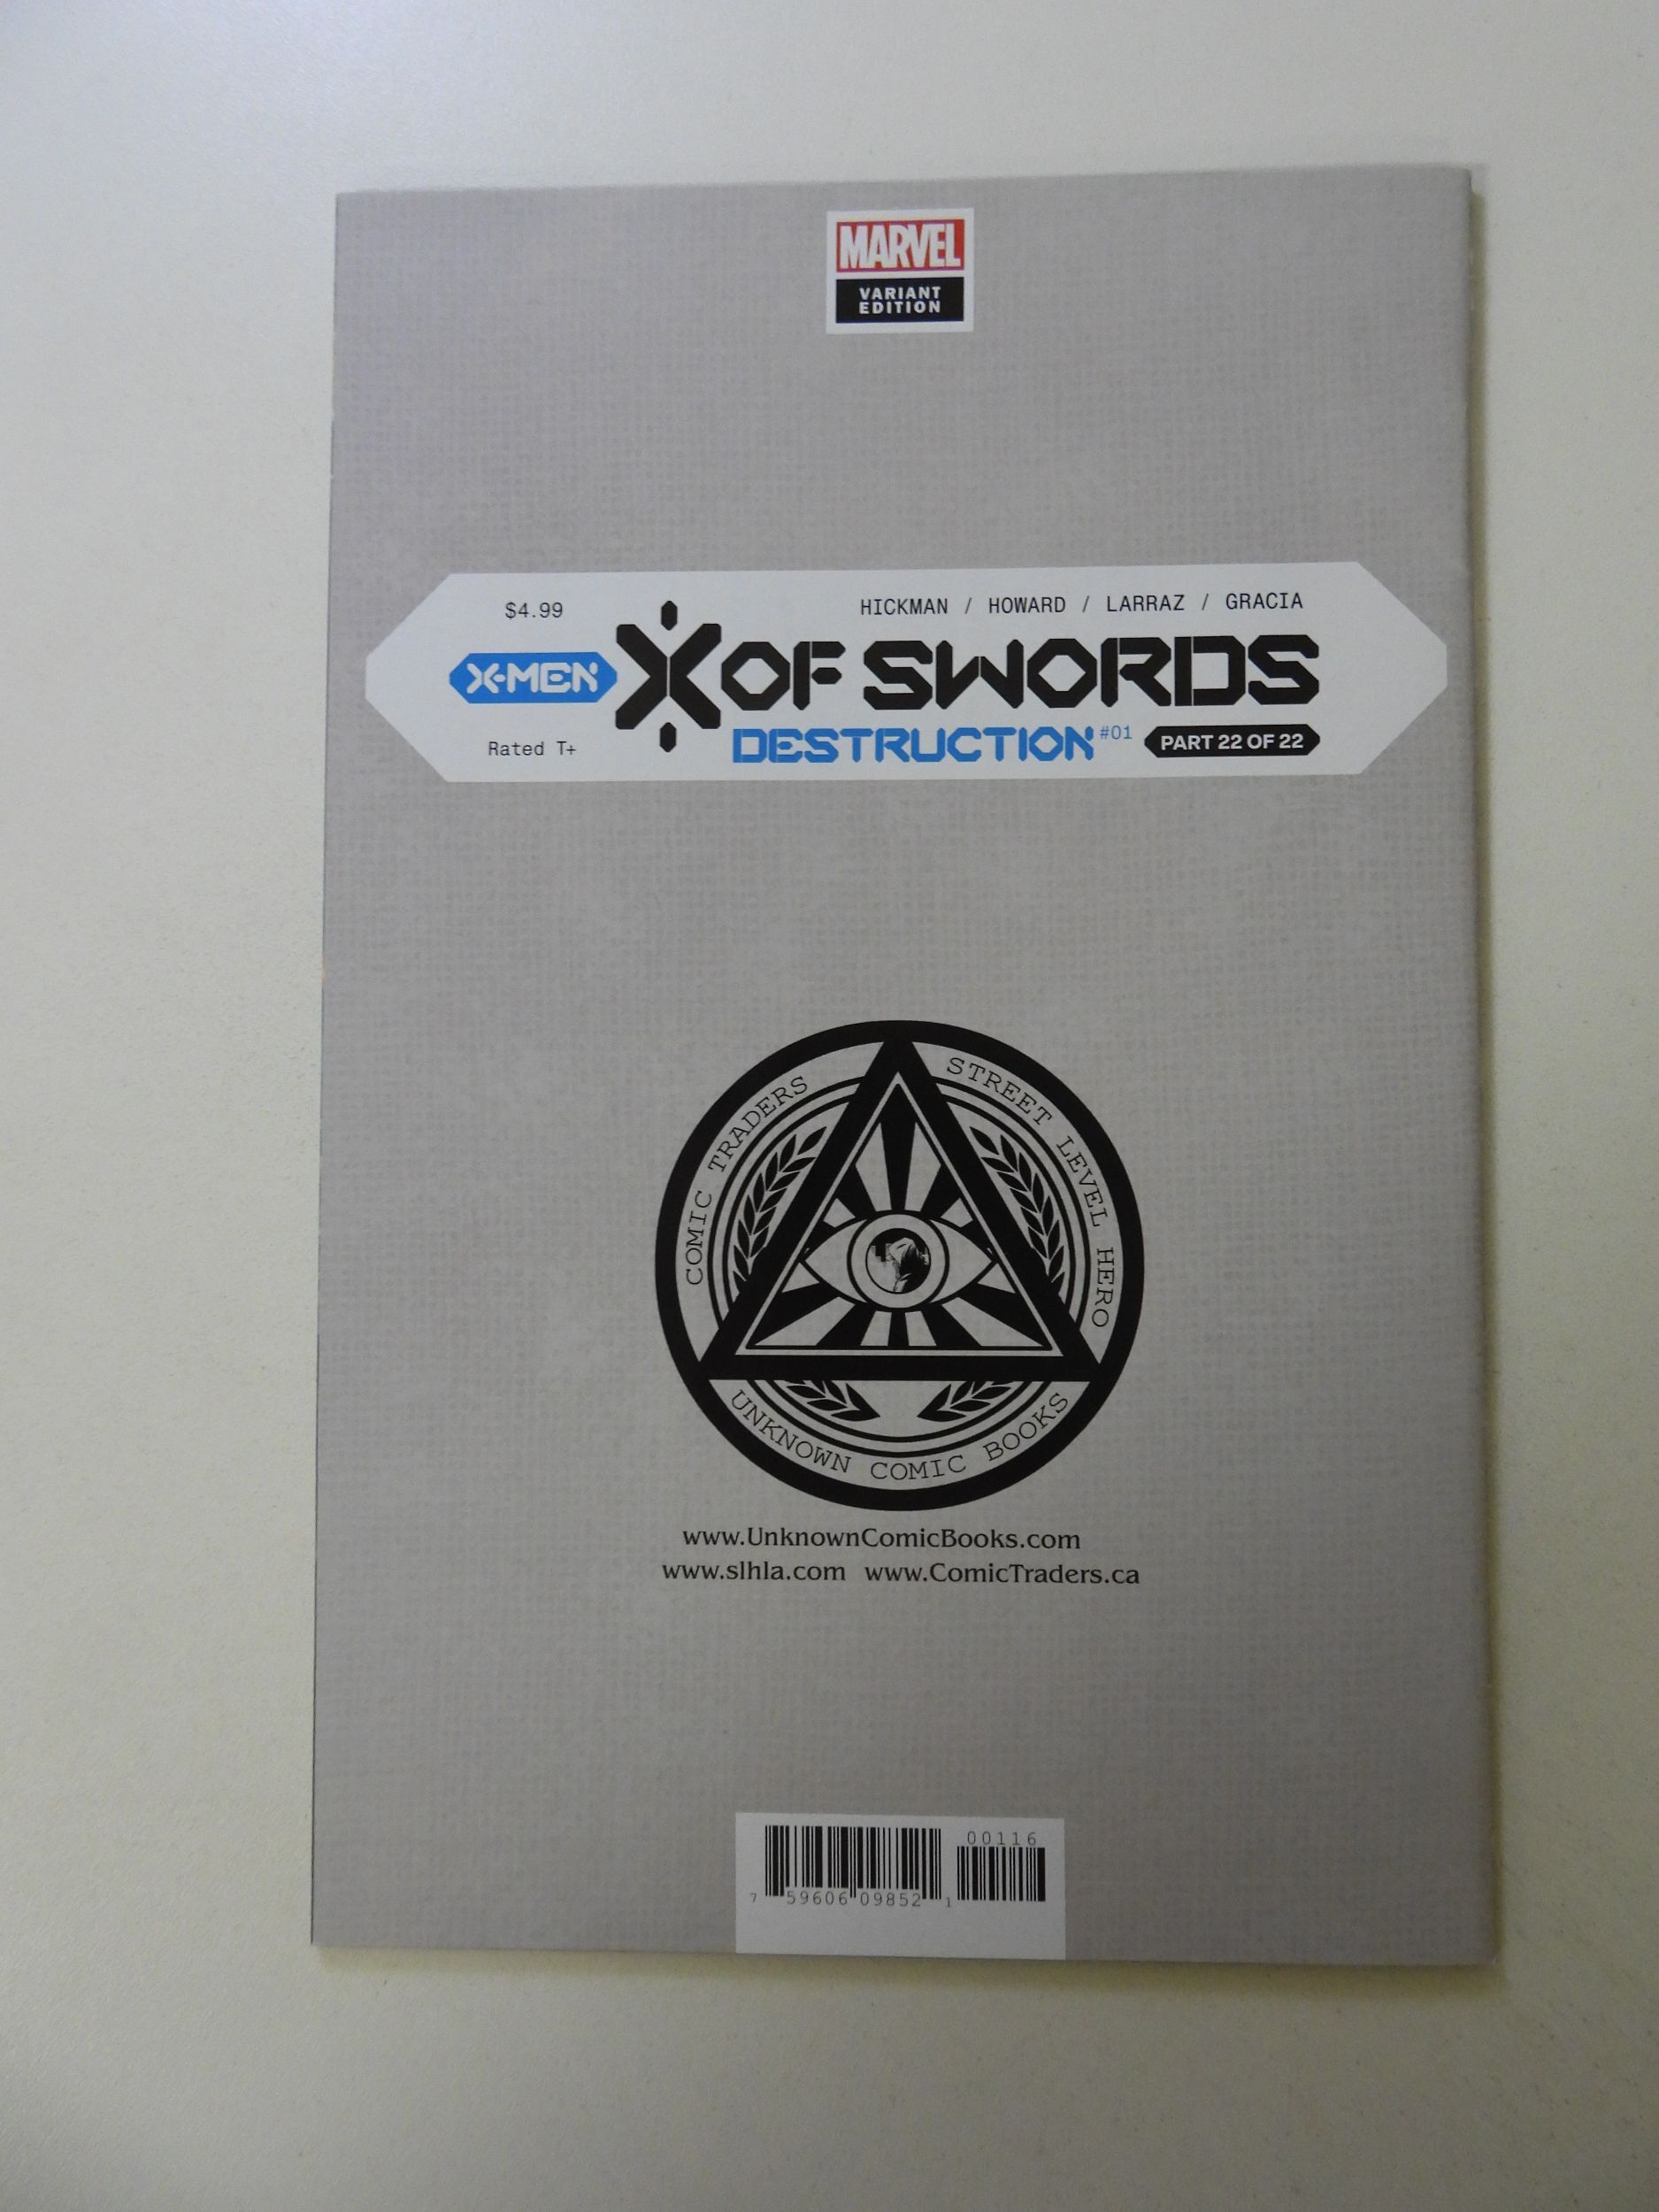 MARVEL
VARIANT
EDITION
$4.99
HICKMAN / HOWARD / LARRAZ / GRACIA
X-MEN X OF SWORDS
DESTRUCTION #01 PART 22 OF 22
Rated T+
COMIC TRADERS
STREET LEVEL HERO
UNKNOWN COMIC BOOKS
www.UnknownComicBooks.com
www.slhla.com www.ComicTraders.ca
00116
7 59606 09852 1